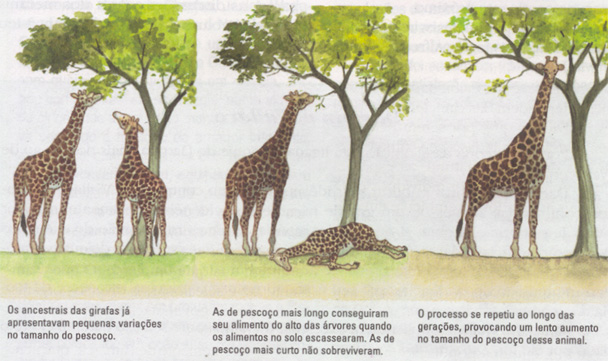 Os ancestrais das girafas já
apresentavam pequenas variações
no tamanho do pescoço.
As de pescoço mais longo conseguiram
seu alimento do alto das árvores quando
os alimentos no solo escassearam. As de
pescoço mais curto não sobreviveram.
O processo se repetiu ao longo das
gerações, provocando um lento aumento
no tamanho do pescoço desse animal.